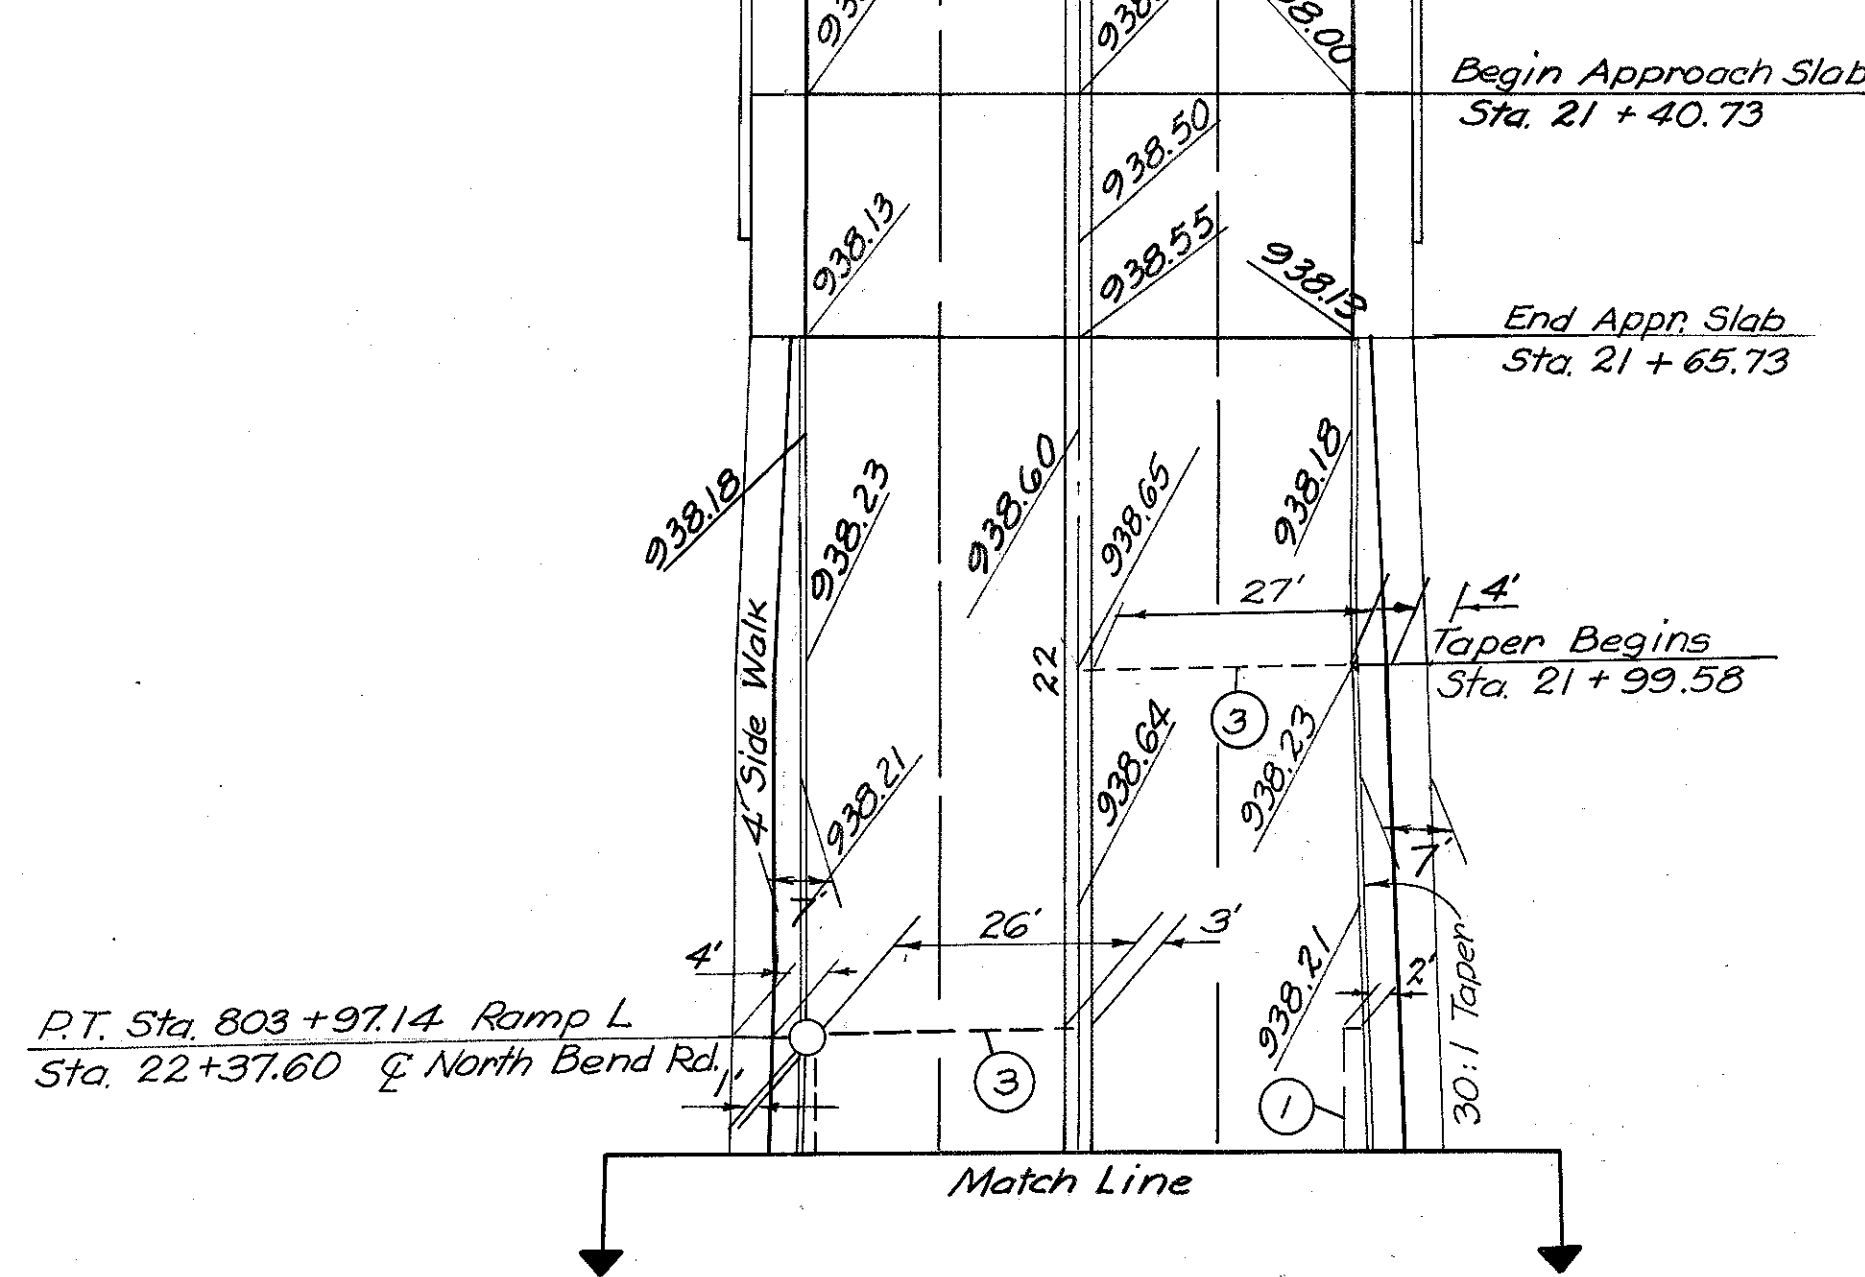 8.00
Begin Approach Slab
Sta. 21 + 40.73
938.50
938.13
938.55
938.13
End Appr. Slab
Sta. 21 + 65.73
938.18
938.23
938.60
938.65
938.18
27'
4'
Taper Begins
Sta. 21 + 99.58
22
3
4' Side Walk
938.21
938.64
938.23
7'
7'
26'
3'
4'
938.21
2'
30:1 Taper
P.T. Sta. 803 + 97.14 Ramp L
Sta. 22 + 37.60 ℄ North Bend Rd.
1'
3
1
Match Line